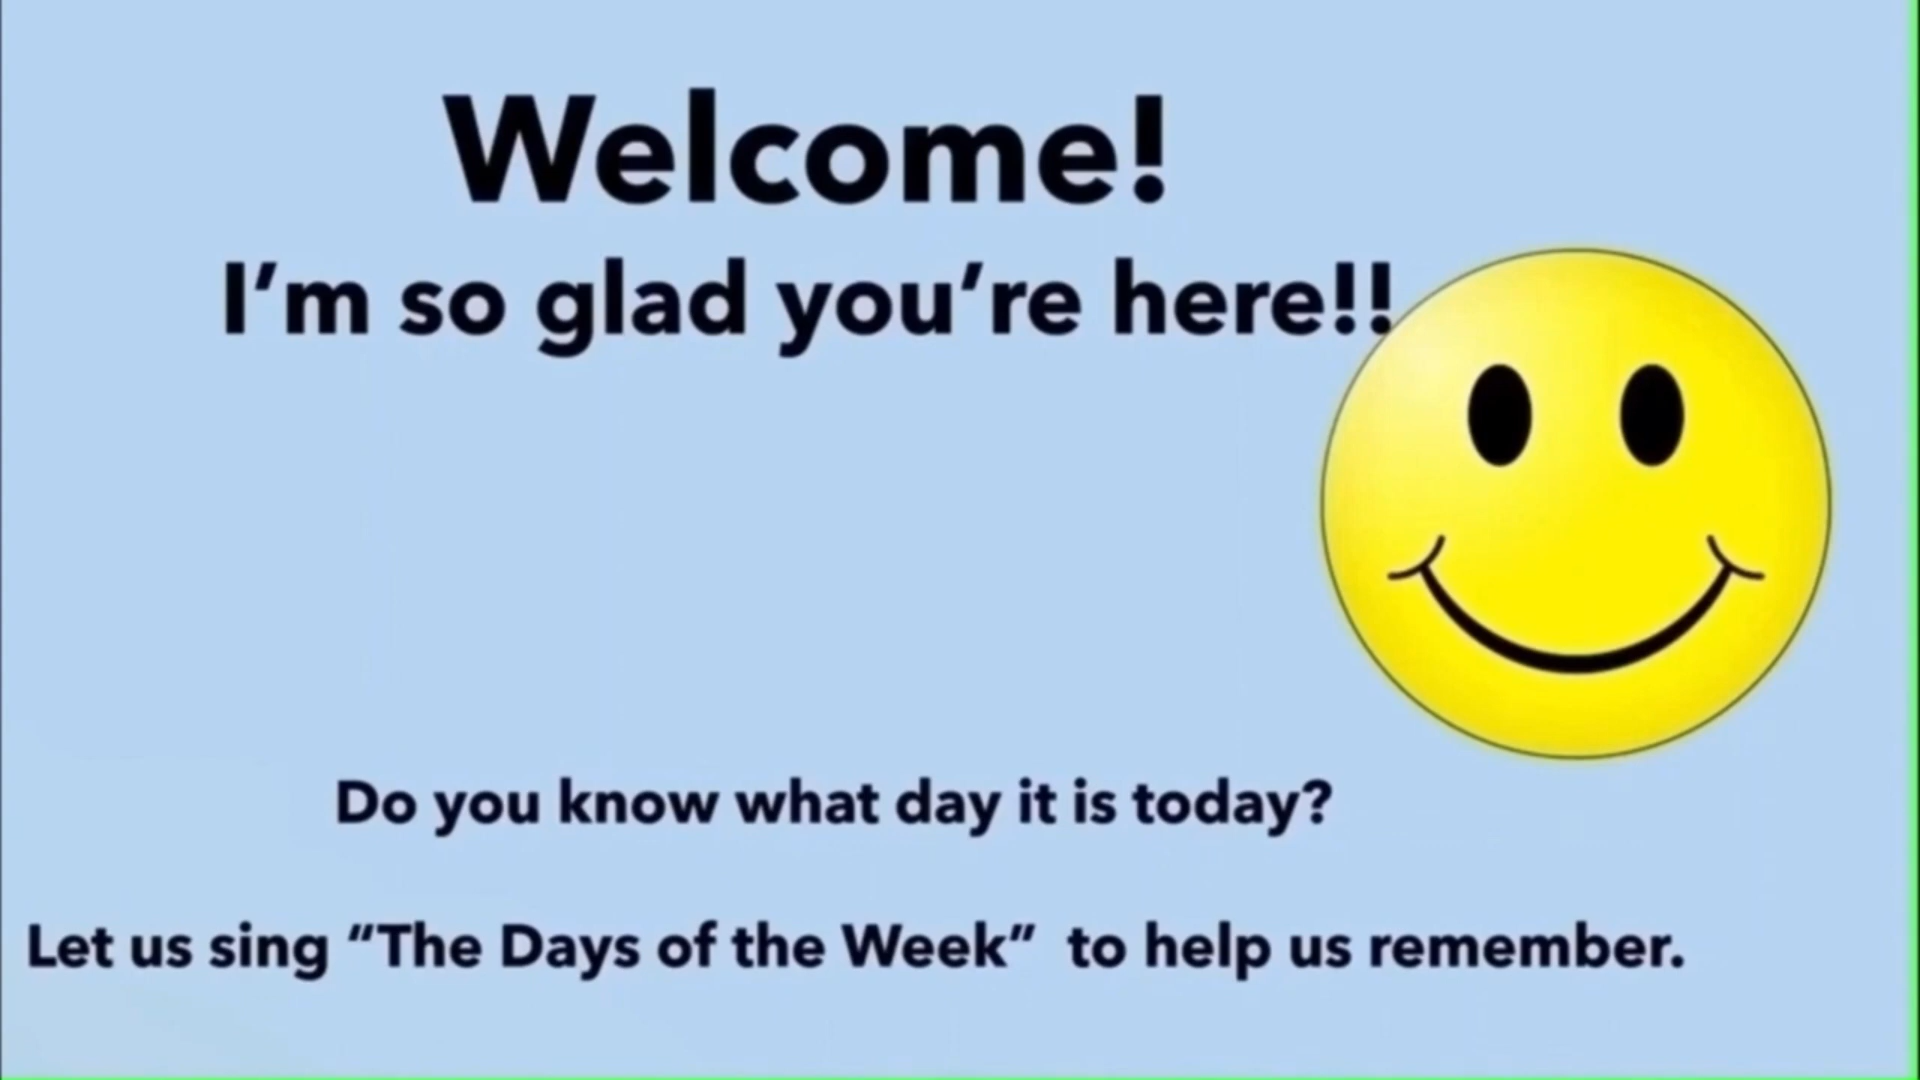 Welcome!
I’m so glad you’re here!!
Do you know what day it is today?
Let us sing “The Days of the Week” to help us remember.